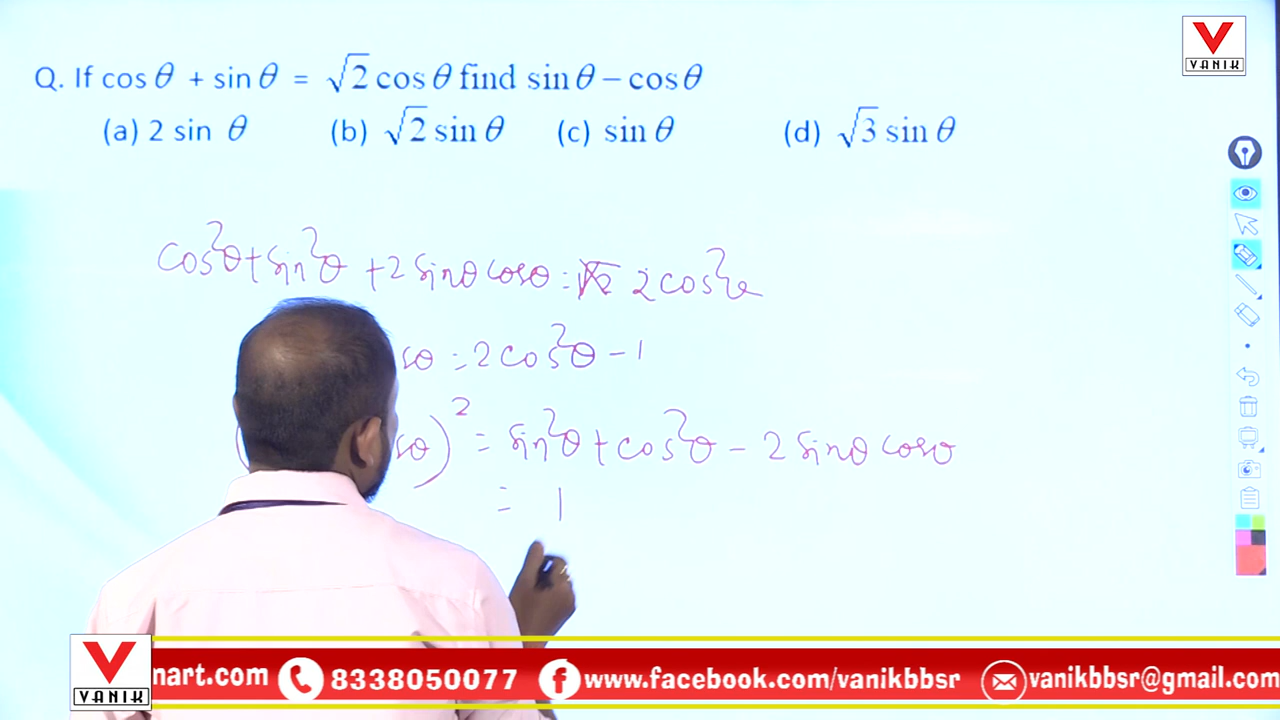 V
VANIK
Q. If cos θ + sin θ = √2 cos θ find sin θ − cos θ
(a) 2 sin θ (b) √2 sin θ (c) sin θ (d) √3 sin θ
cos²θ + sin²θ + 2 sinθ cosθ = 2cos²θ
sθ = 2cos²θ − 1
sθ)² = sin²θ + cos²θ − 2 sinθ cosθ
= 1
V
VANIK
nart.com 8338050077 f www.facebook.com/vanikbbsr vanikbbsr@gmail.com